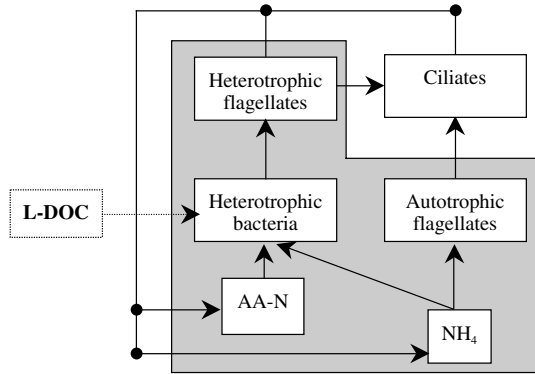 Heterotrophic
flagellates
Ciliates
L-DOC
Heterotrophic
bacteria
Autotrophic
flagellates
AA-N
NH₄